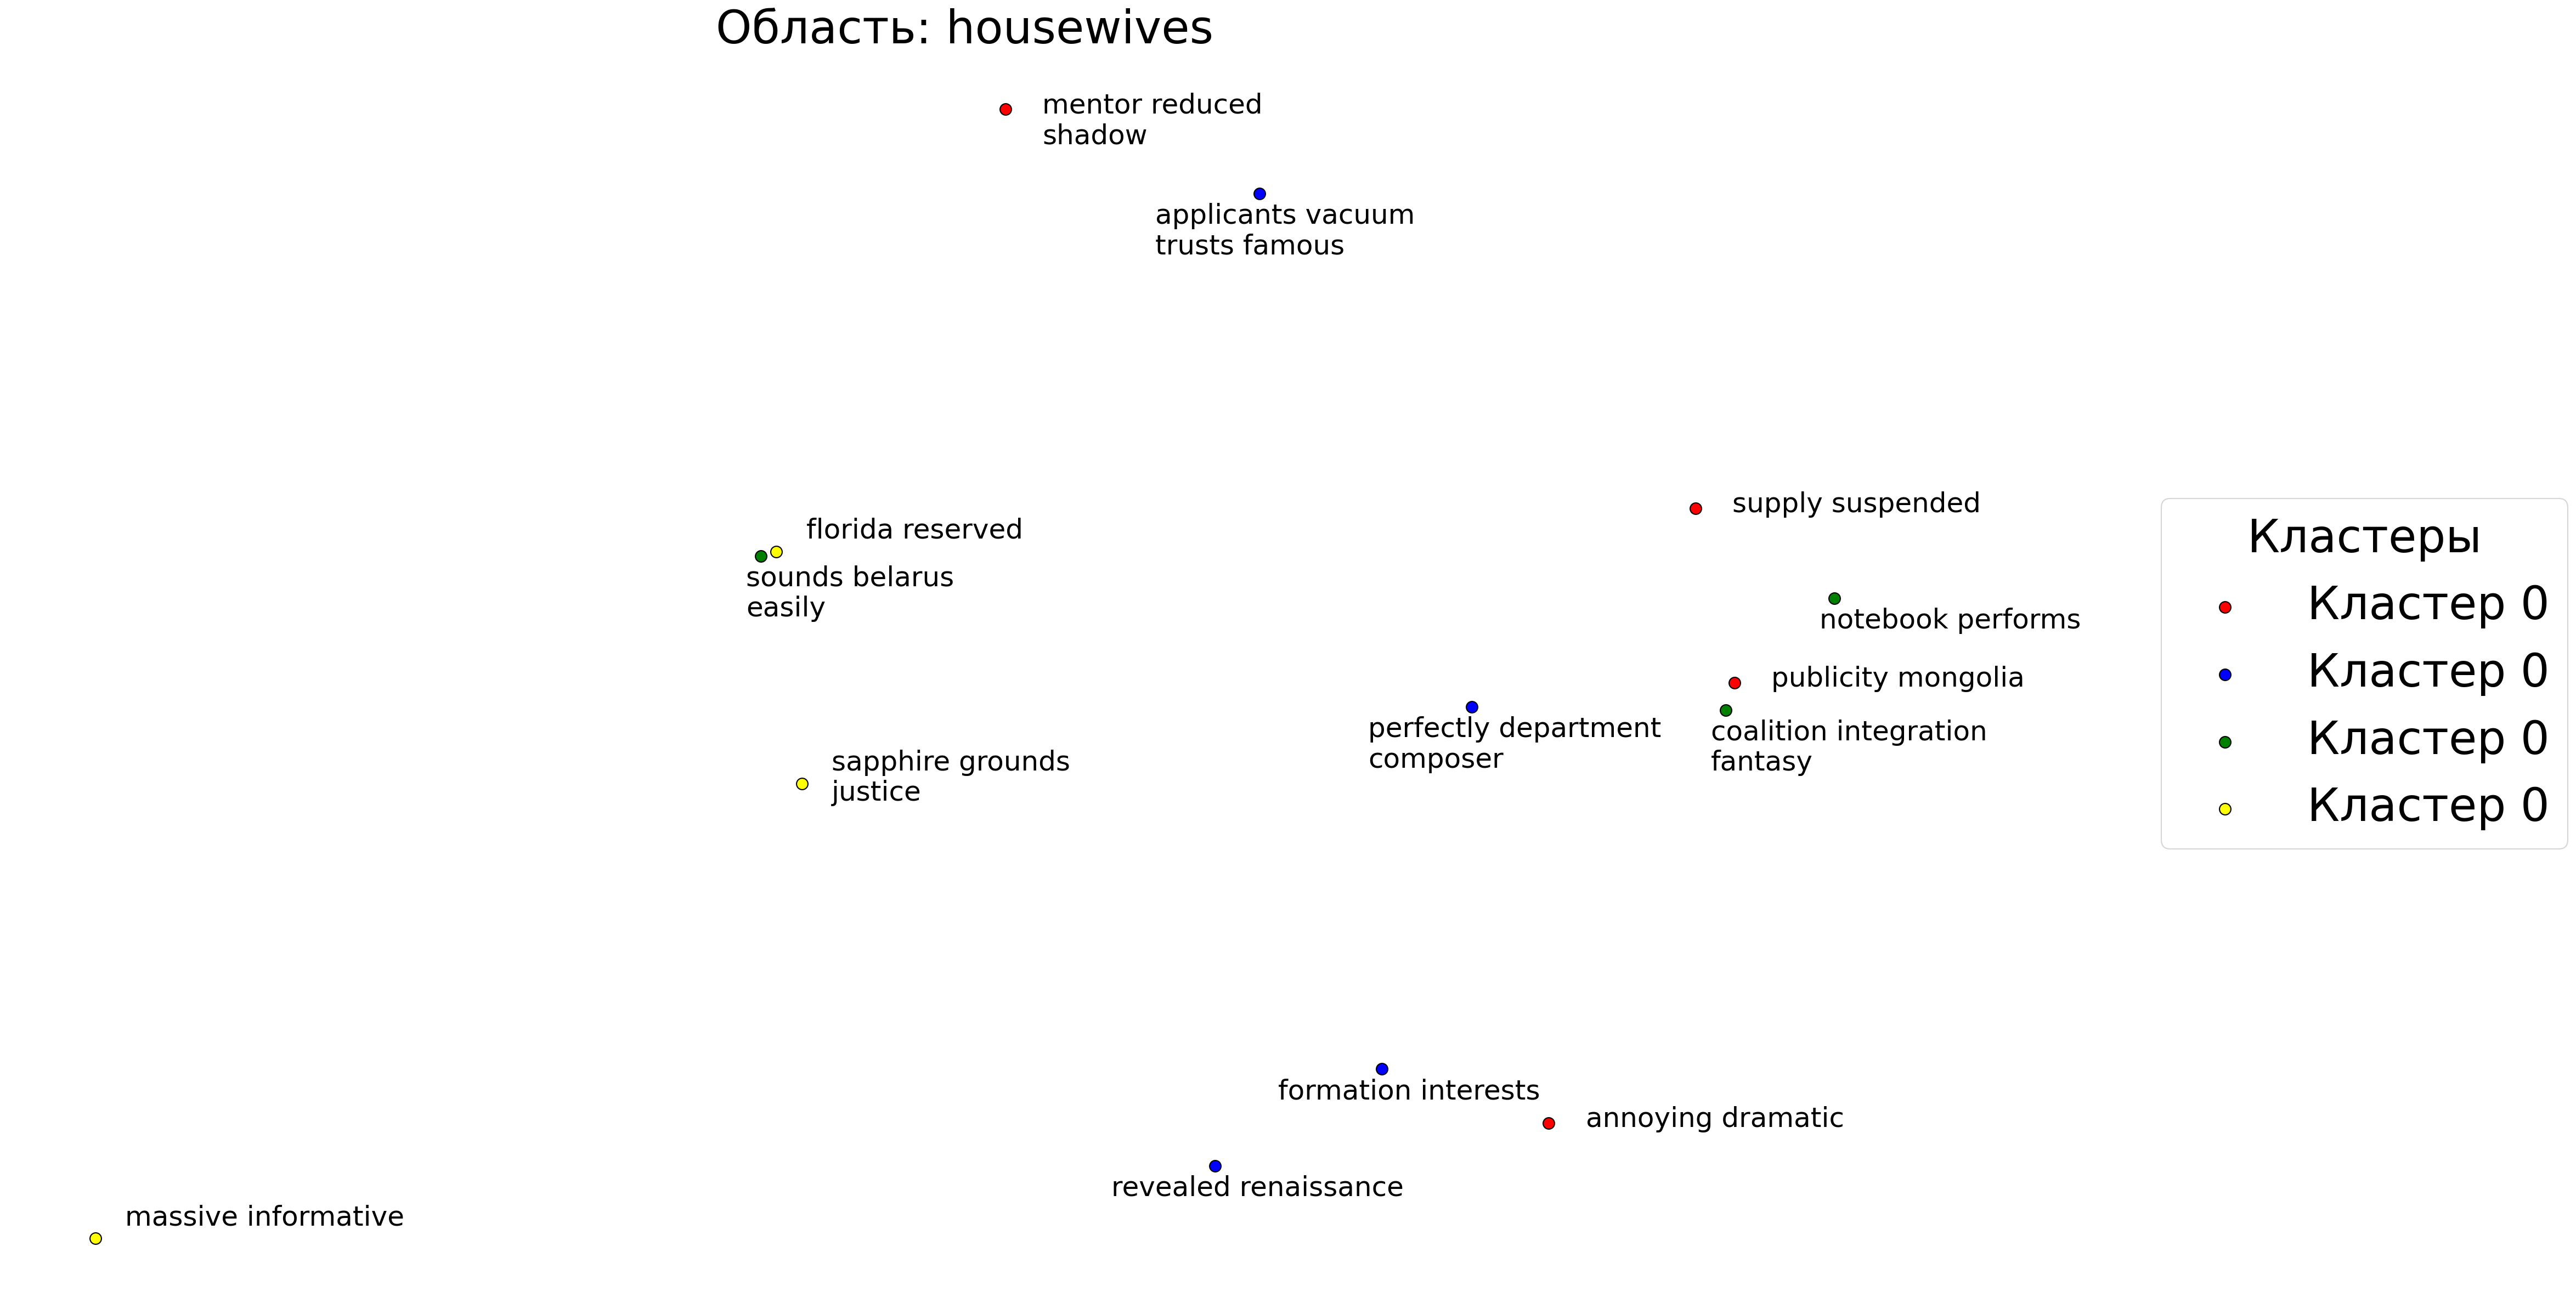 Область: housewives
mentor reduced
shadow
applicants vacuum
trusts famous
supply suspended
florida reserved
sounds belarus
easily
notebook performs
publicity mongolia
perfectly department
composer
coalition integration
fantasy
sapphire grounds
justice
formation interests
annoying dramatic
revealed renaissance
massive informative
Кластеры
Кластер 0
Кластер 0
Кластер 0
Кластер 0